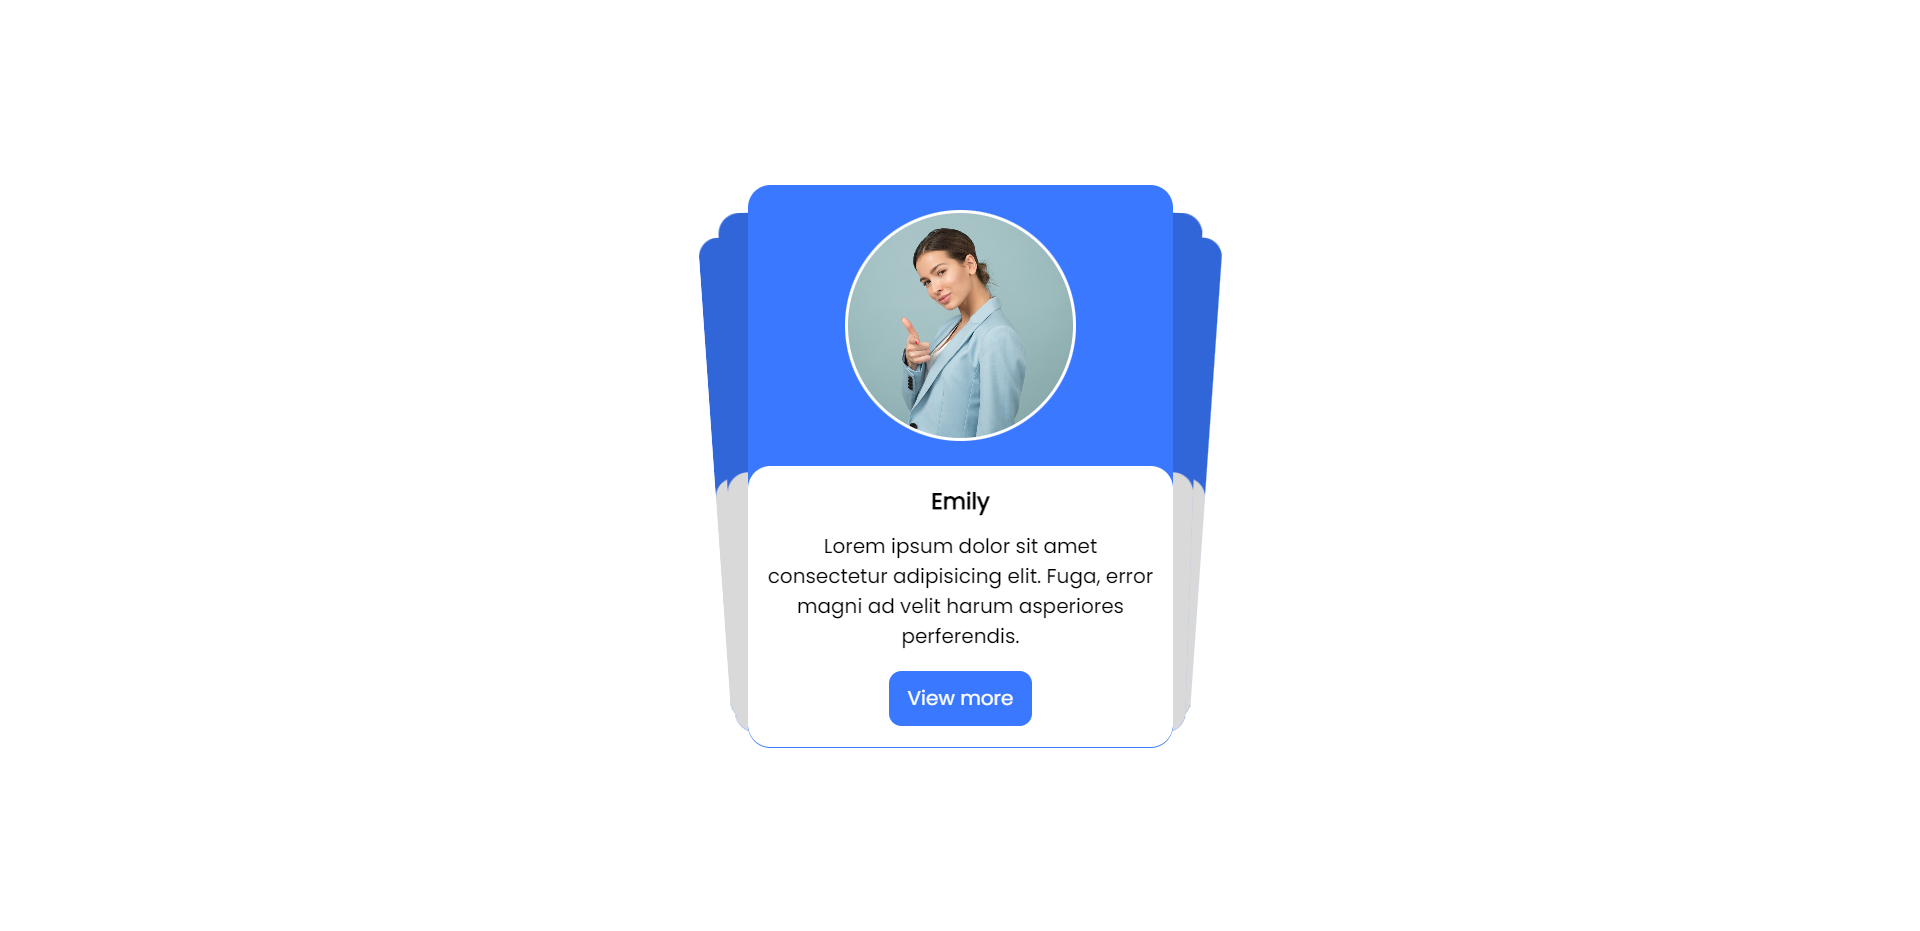 Emily
Lorem ipsum dolor sit amet
consectetur adipisicing elit. Fuga, error
magni ad velit harum asperiores
perferendis.
View more